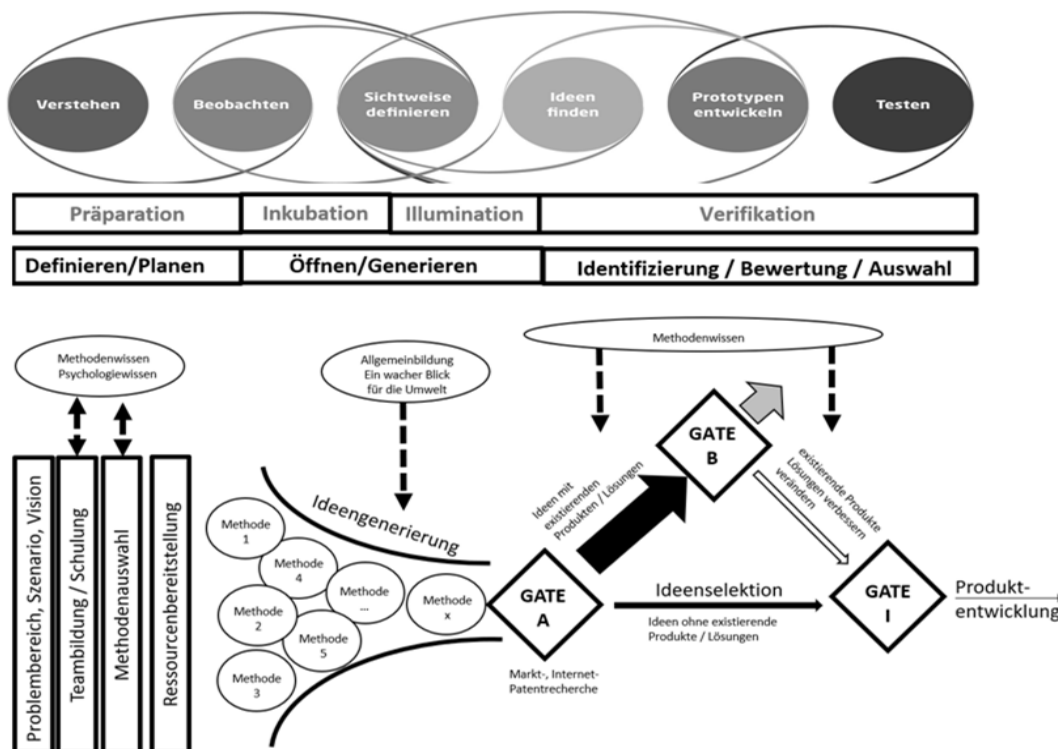 Verstehen
Beobachten
Sichtweise
definieren
Ideen
finden
Prototypen
entwickeln
Testen
Präparation
Inkubation
Illumination
Verifikation
Definieren/Planen
Öffnen/Generieren
Identifizierung / Bewertung / Auswahl
Methodenwissen
Psychologiewissen
Allgemeinbildung
Ein wacher Blick
für die Umwelt
Methodenwissen
Problembereich, Szenario, Vision
Teambildung / Schulung
Methodenauswahl
Ressourcenbereitstellung
Ideengenerierung
Methode
1
Methode
4
Methode
2
Methode
...
Methode
5
Methode
3
Methode
x
GATE
A
Markt-, Internet-
Patentrecherche
Ideen mit
existierenden
Produkten / Lösungen
GATE
B
existierende Produkte
Lösungen verbessern
verändern
Ideenselektion
Ideen ohne existierende
Produkte / Lösungen
GATE
I
Produkt-
entwicklung